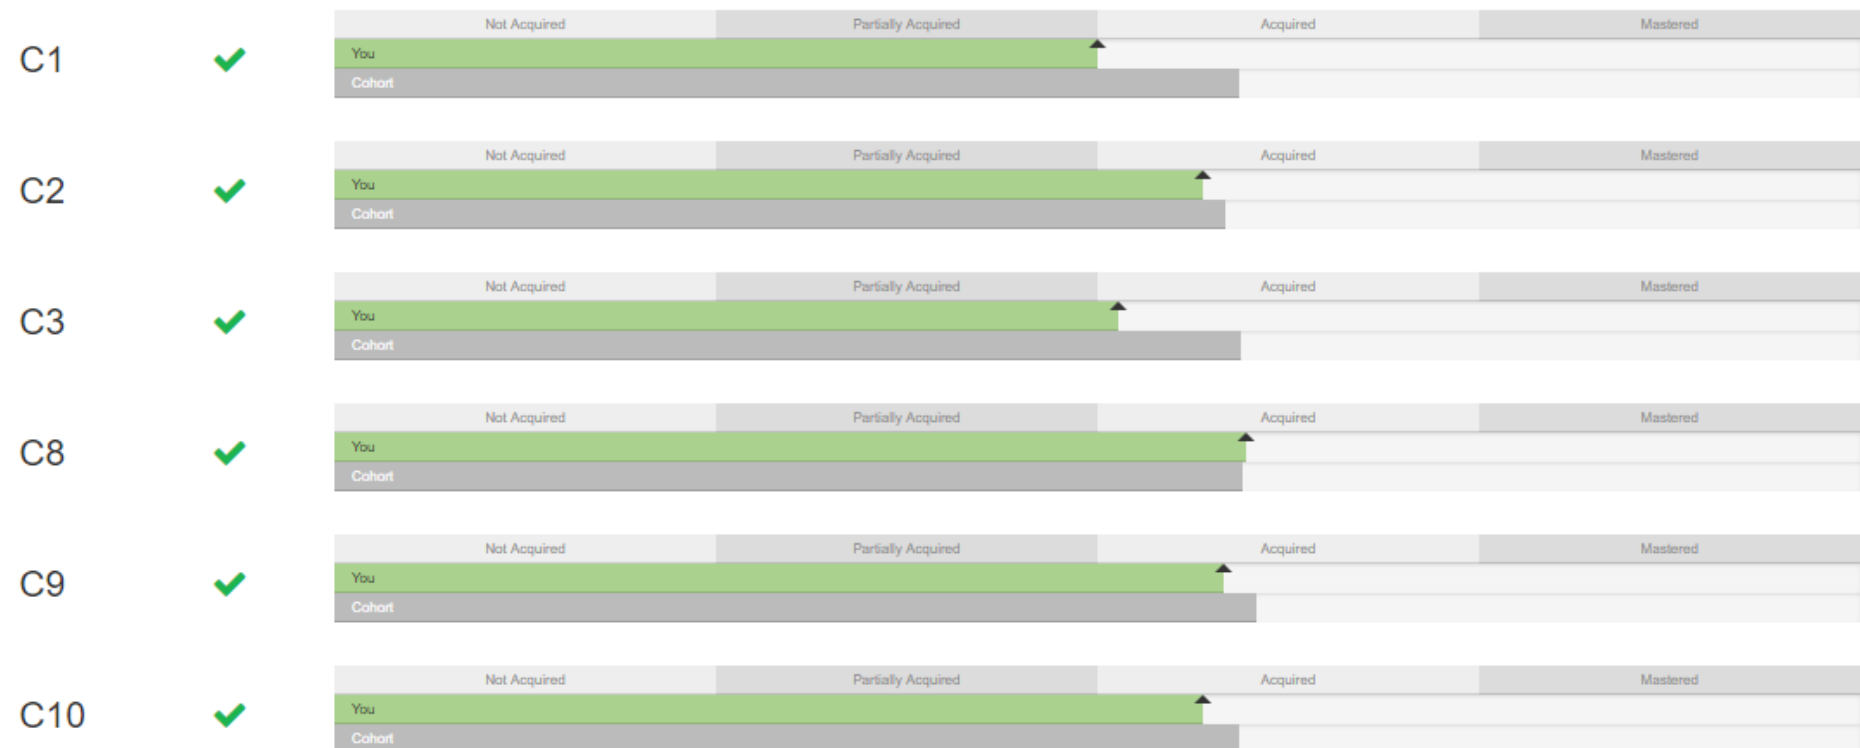 Not Acquired Partially Acquired Acquired Mastered
C1 You
Cohort
Not Acquired Partially Acquired Acquired Mastered
C2 You
Cohort
Not Acquired Partially Acquired Acquired Mastered
C3 You
Cohort
Not Acquired Partially Acquired Acquired Mastered
C8 You
Cohort
Not Acquired Partially Acquired Acquired Mastered
C9 You
Cohort
Not Acquired Partially Acquired Acquired Mastered
C10 You
Cohort